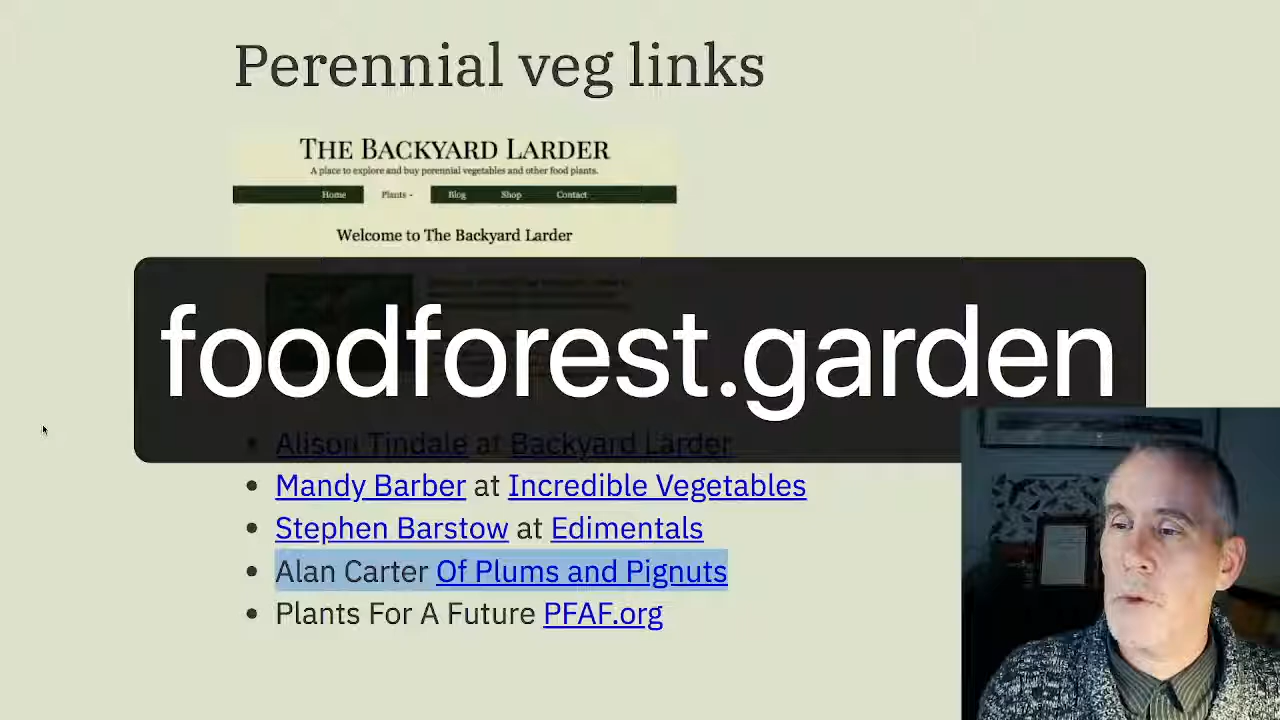 Perennial veg links
THE BACKYARD LARDER
A place to explore and buy perennial vegetables and other food plants.
Home Plants - Blog Shop Contact
Welcome to The Backyard Larder
foodforest.garden
Alison Tindale at Backyard Larder
Mandy Barber at Incredible Vegetables
Stephen Barstow at Edimentals
Alan Carter Of Plums and Pignuts
Plants For A Future PFAF.org